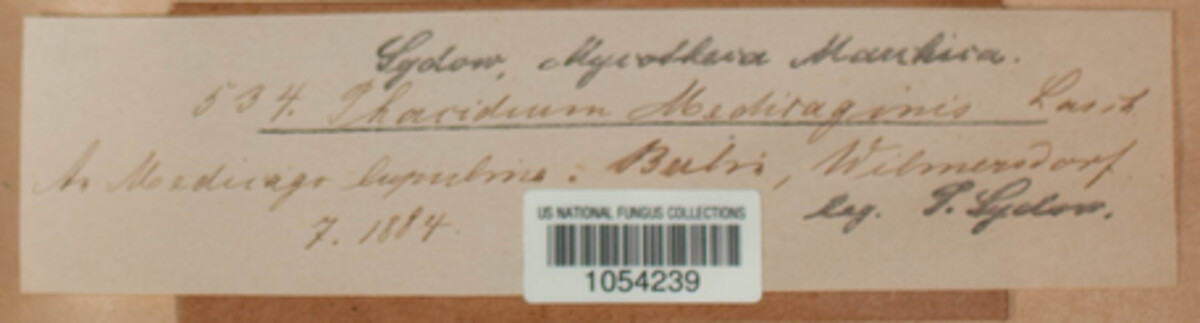 Sydow, Mycotheca Marchica.
534. Phacidium Medicaginis Lasch.
An Medicago lupulina: Berlin, Wilmersdorf
7. 1884.
leg. P. Sydow.
US NATIONAL FUNGUS COLLECTIONS
1054239